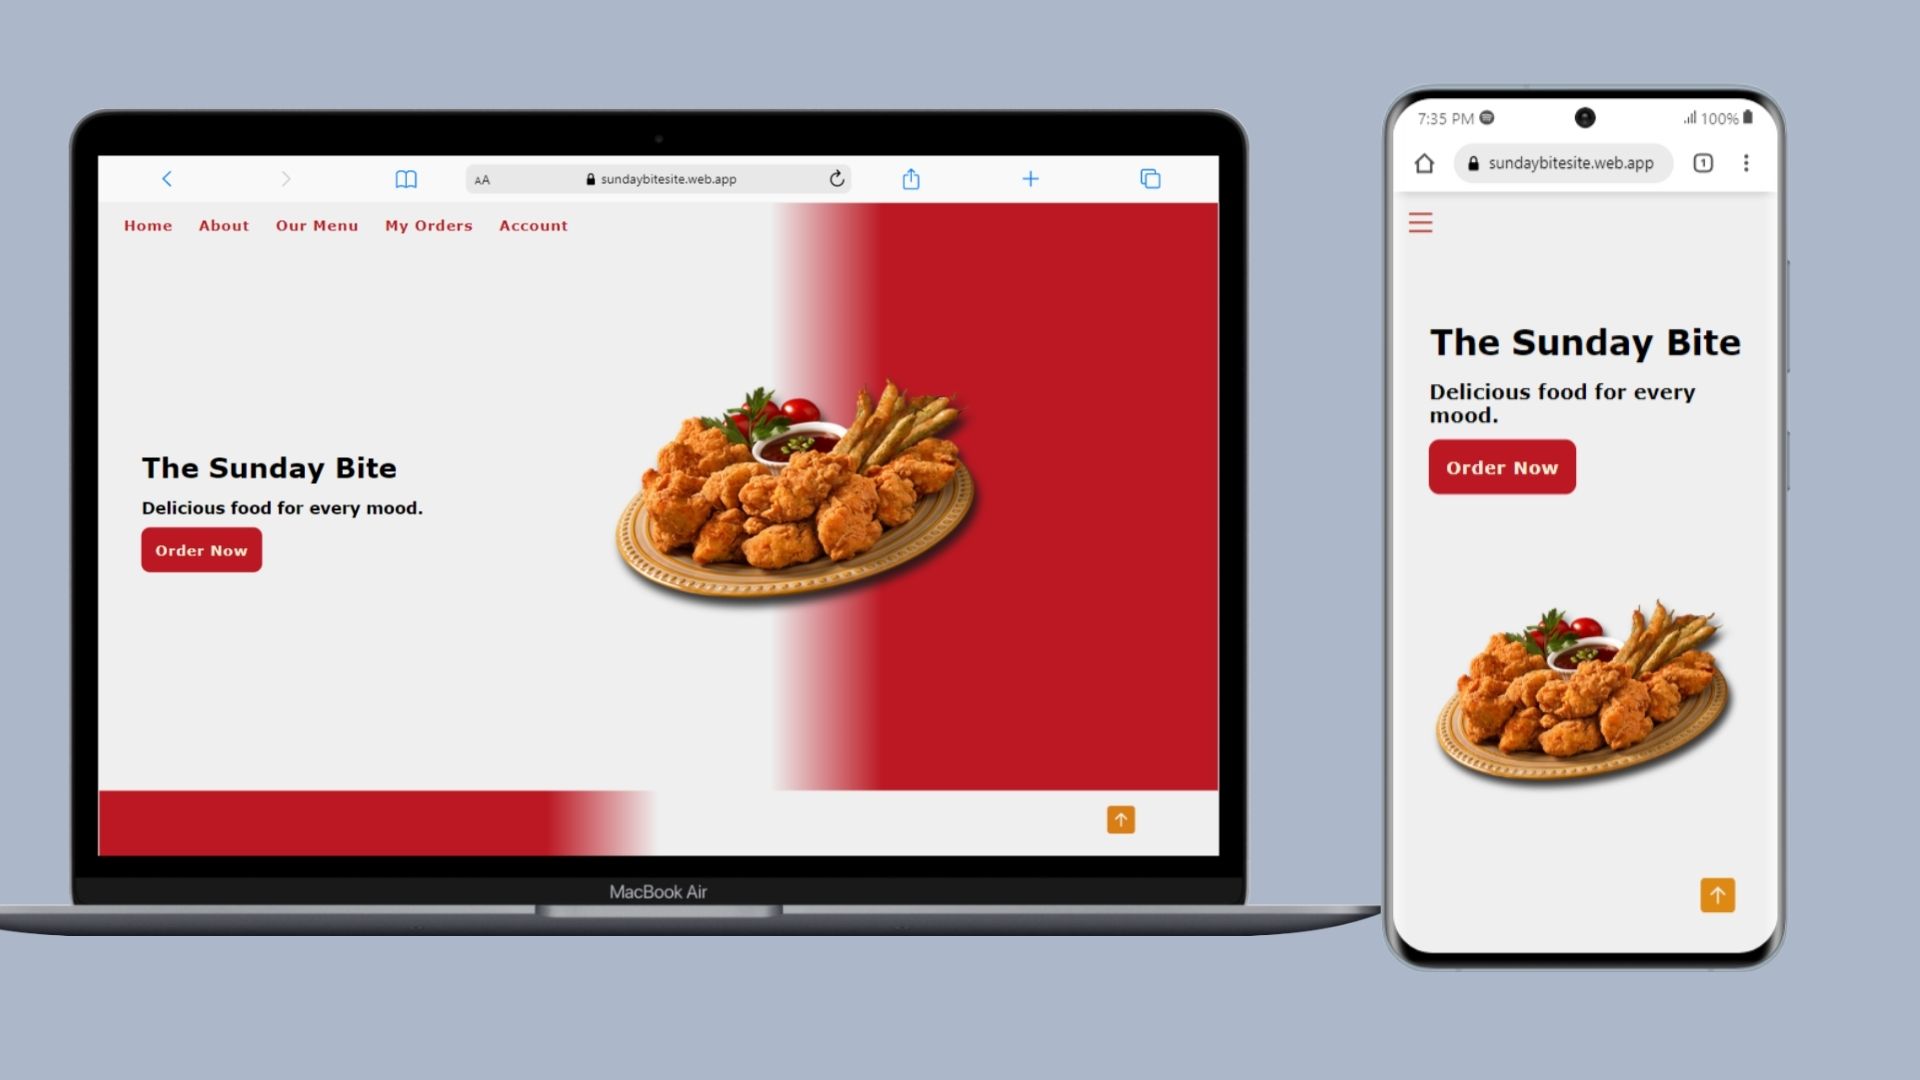 AA
sundaybitesite.web.app
Home About Our Menu My Orders Account
The Sunday Bite
Delicious food for every mood.
Order Now
MacBook Air
7:35 PM
100%
sundaybitesite.web.app
1
The Sunday Bite
Delicious food for every
mood.
Order Now